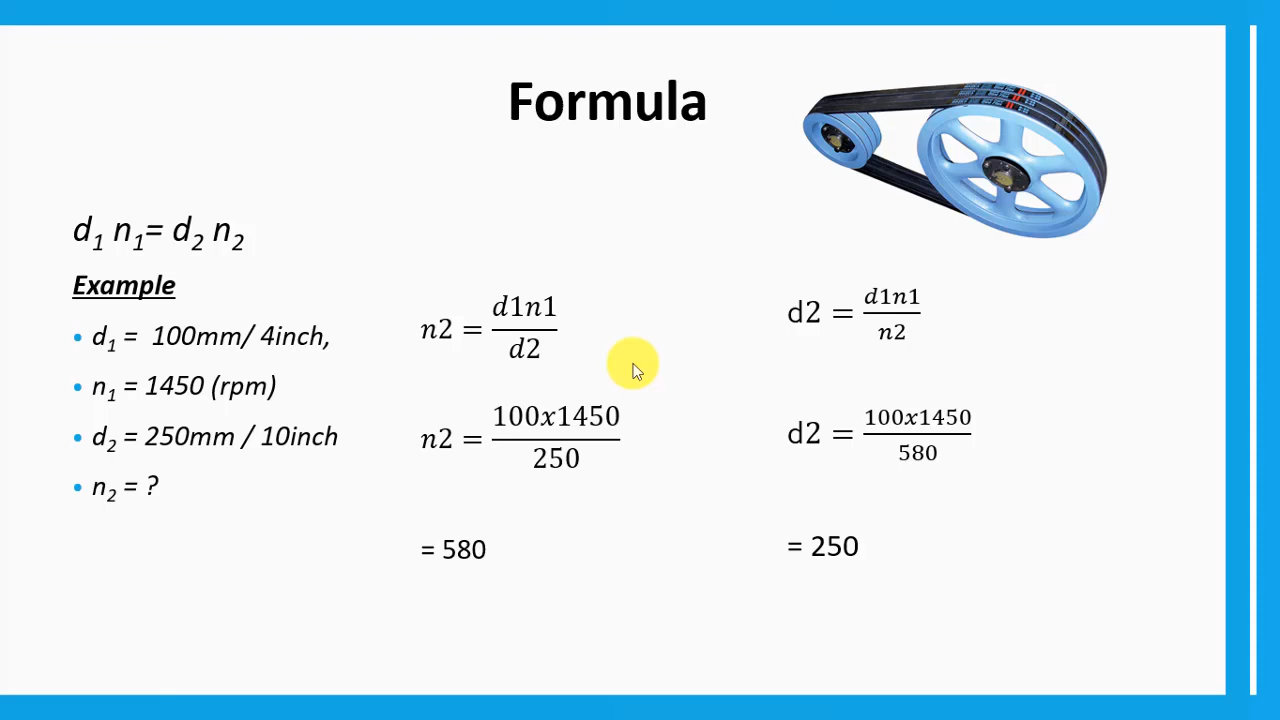 Formula
d₁ n₁= d₂ n₂
Example
• d₁ = 100mm/ 4inch,
• n₁ = 1450 (rpm)
• d₂ = 250mm / 10inch
• n₂ = ?
n2 = d1n1/d2
n2 = 100x1450/250
= 580
d2 = d1n1/n2
d2 = 100x1450/580
= 250